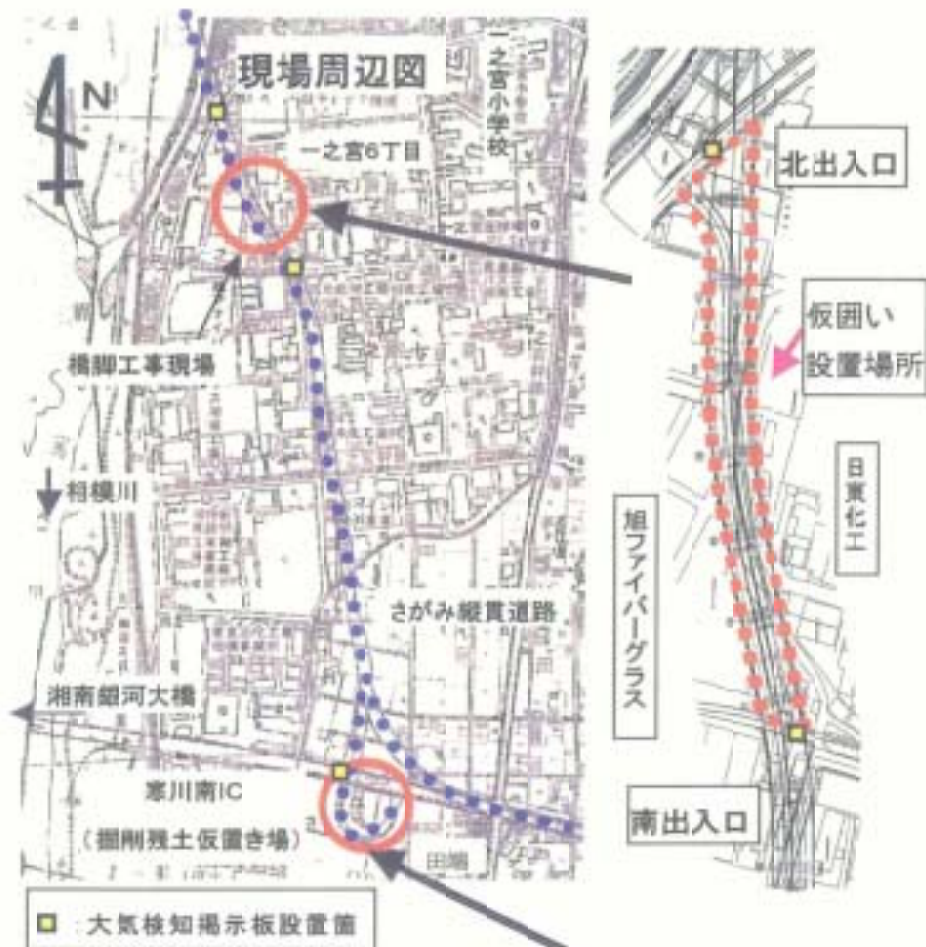 現場周辺図
N
一之宮小学校
一之宮6丁目
橋脚工事現場
相模川
さがみ縦貫道路
湘南銀河大橋
寒川南IC
(掘削残土仮置き場)
田端
: 大気検知掲示板設置箇
北出入口
仮囲い
設置場所
日東化工
旭ファイバーグラス
南出入口